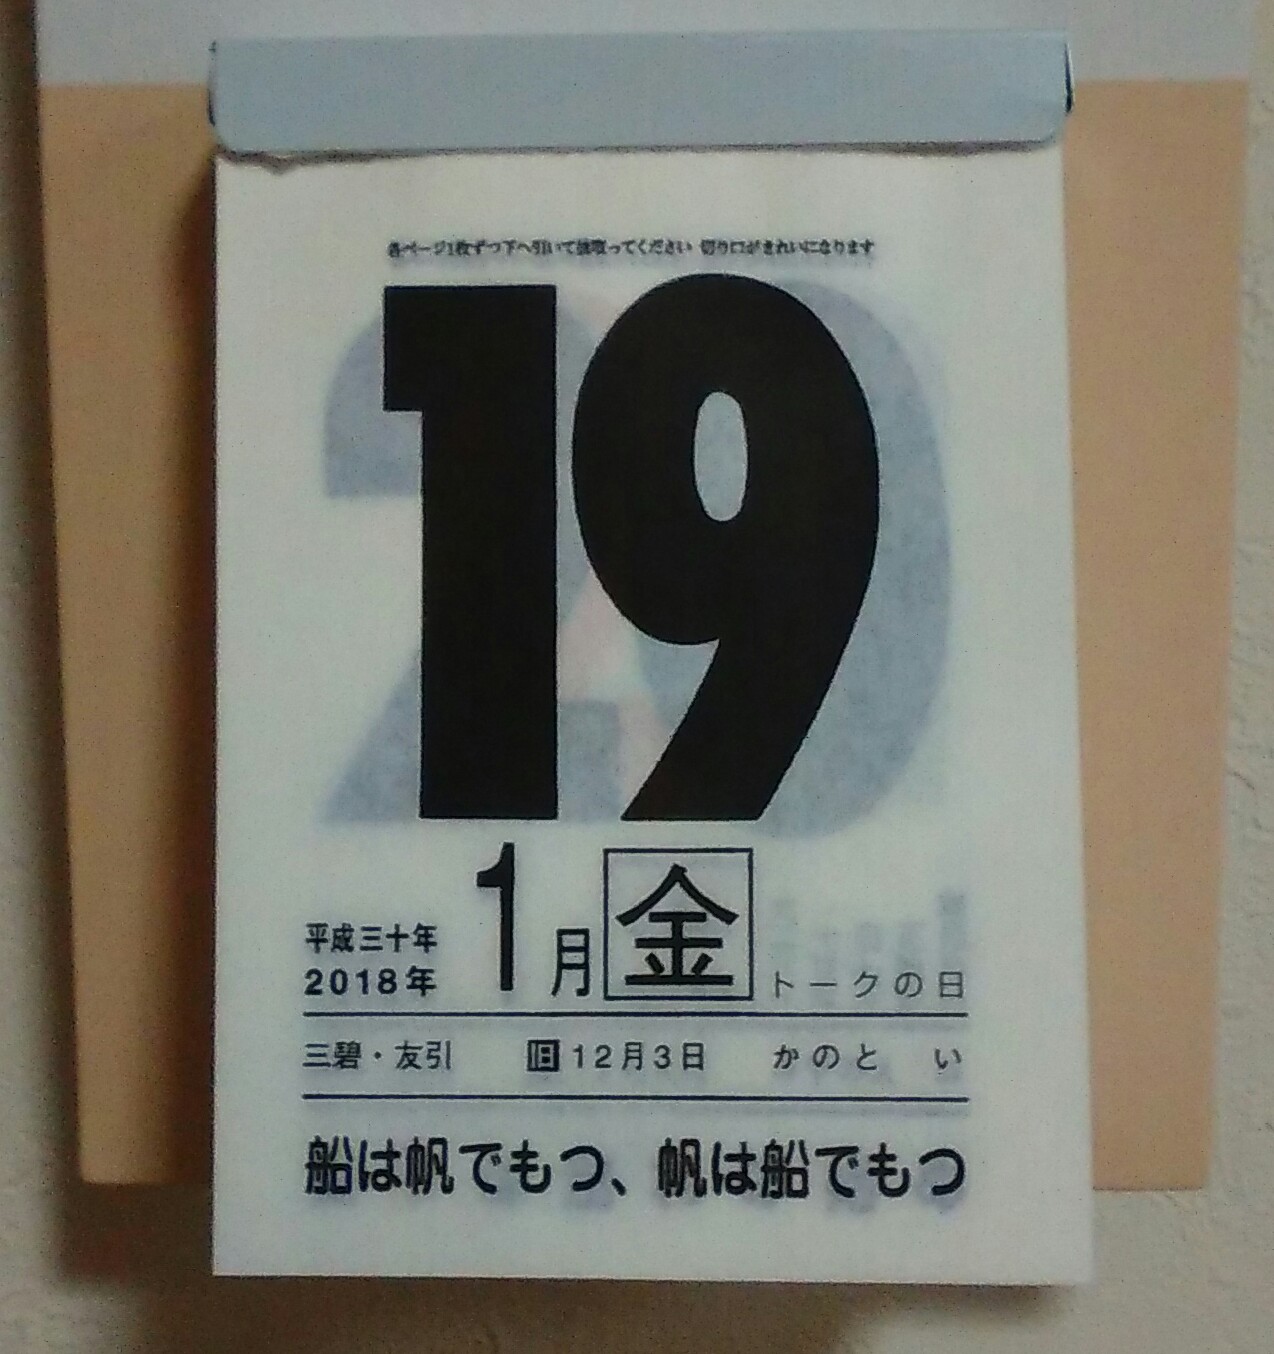 各ページ1枚ずつ下へ引いて抜取ってください 切り口がきれいになります
19
平成三十年
2018年
1月 金 トークの日
三碧・友引 旧12月3日 かのと い
船は帆でもつ、帆は船でもつ